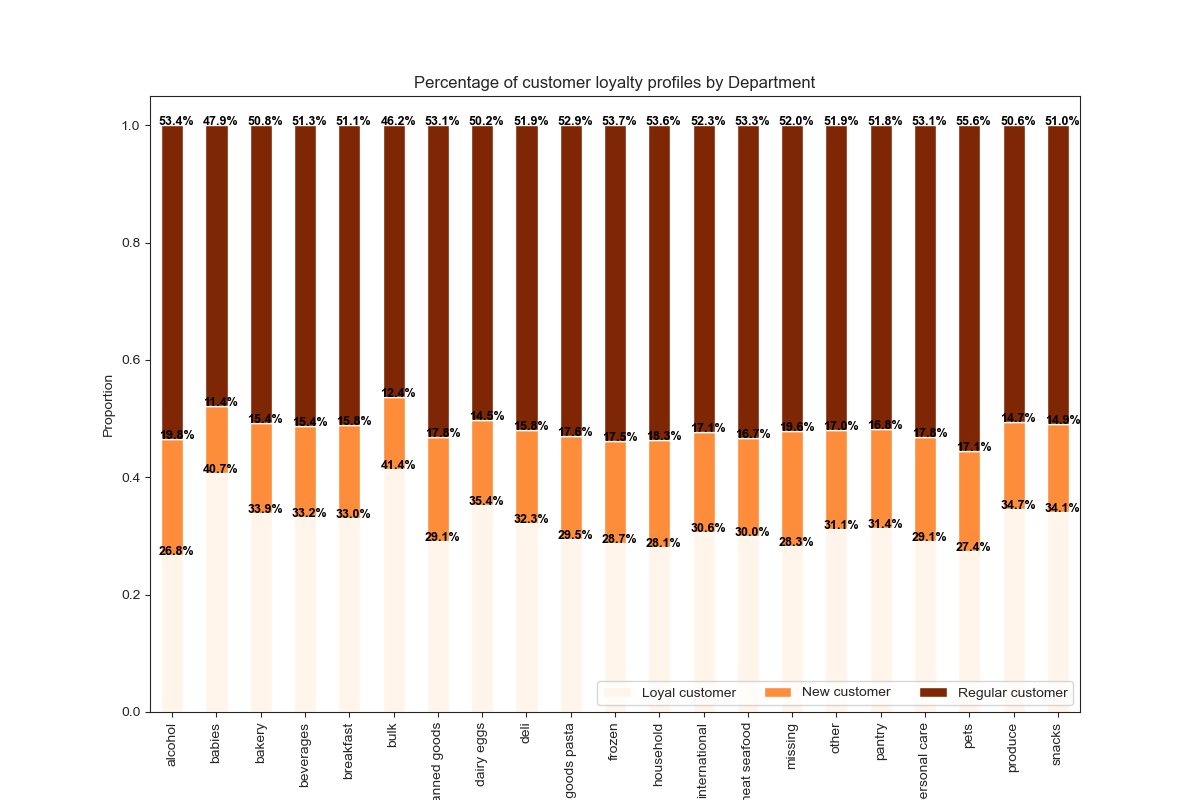 Percentage of customer loyalty profiles by Department
53.4% 47.9% 50.8% 51.3% 51.1% 46.2% 53.1% 50.2% 51.9% 52.9% 53.7% 53.6% 52.3% 53.3% 52.0% 51.9% 51.8% 53.1% 55.6% 50.6% 51.0%
19.8% 11.4% 15.4% 15.4% 15.8% 12.4% 17.8% 14.5% 15.8% 17.6% 17.5% 18.3% 17.1% 16.7% 19.6% 17.0% 16.8% 17.8% 17.1% 14.7% 14.9%
26.8% 40.7% 33.9% 33.2% 33.0% 41.4% 29.1% 35.4% 32.3% 29.5% 28.7% 28.1% 30.6% 30.0% 28.3% 31.1% 31.4% 29.1% 27.4% 34.7% 34.1%
1.0
0.8
0.6
0.4
0.2
0.0
Proportion
Loyal customer New customer Regular customer
alcohol
babies
bakery
beverages
breakfast
bulk
anned goods
dairy eggs
deli
goods pasta
frozen
household
international
seafood
missing
other
pantry
ersonal care
pets
produce
snacks